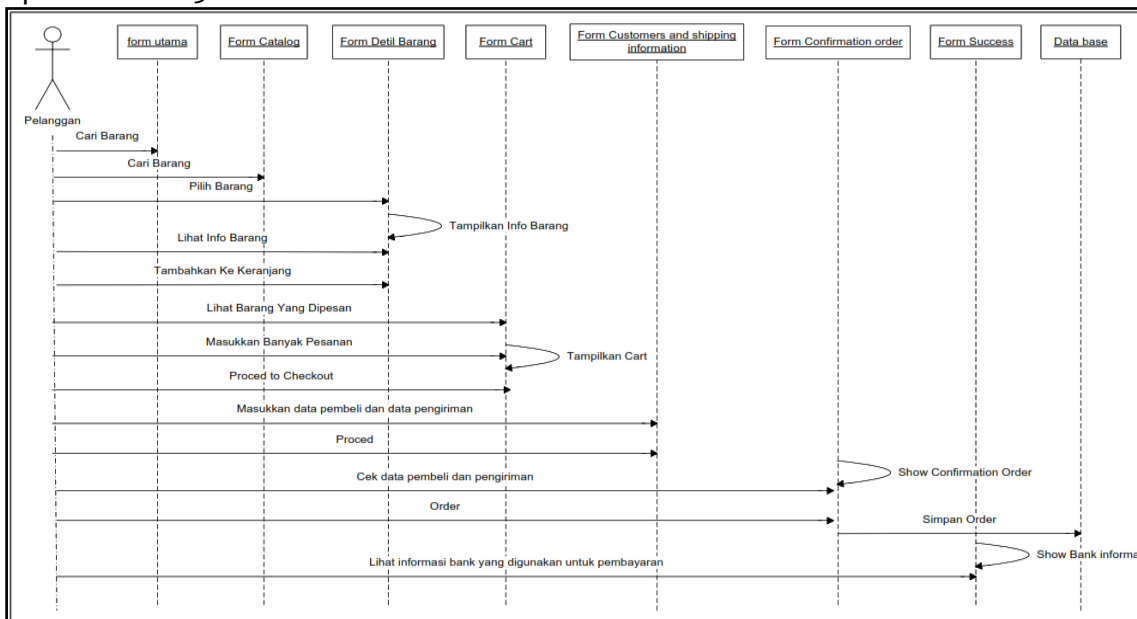 form utama
Form Catalog
Form Detil Barang
Form Cart
Form Customers and shipping
information
Form Confirmation order
Form Success
Data base
Pelanggan
Cari Barang
Cari Barang
Pilih Barang
Tampilkan Info Barang
Lihat Info Barang
Tambahkan Ke Keranjang
Lihat Barang Yang Dipesan
Masukkan Banyak Pesanan
Tampilkan Cart
Proced to Checkout
Masukkan data pembeli dan data pengiriman
Proced
Show Confirmation Order
Cek data pembeli dan pengiriman
Order
Simpan Order
Show Bank informa
Lihat informasi bank yang digunakan untuk pembayaran